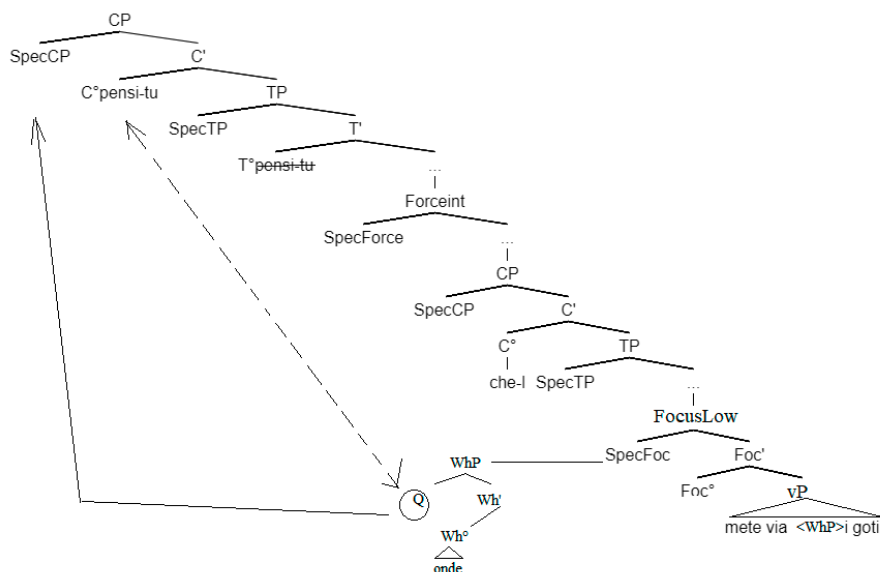 CP
SpecCP C'
C°pensi-tu TP
SpecTP T'
T°pensi-tu ...
Forceint
SpecForce ...
CP
SpecCP C'
C° TP
che-l SpecTP ...
FocusLow
WhP SpecFoc Foc'
Q Wh' Foc° vP
Wh° mete via <WhP>i goti
onde